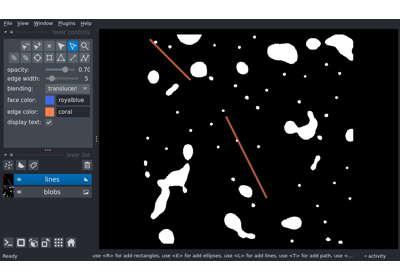 File View Window Plugins Help
layer controls
opacity: 0.70
edge width: 5
blending: translucen
face color: royalblue
edge color: coral
display text:
layer list
lines
blobs
Ready
use <R> for add rectangles, use <E> for add ellipses, use <L> for add lines, use <T> for add path, use <...
activity